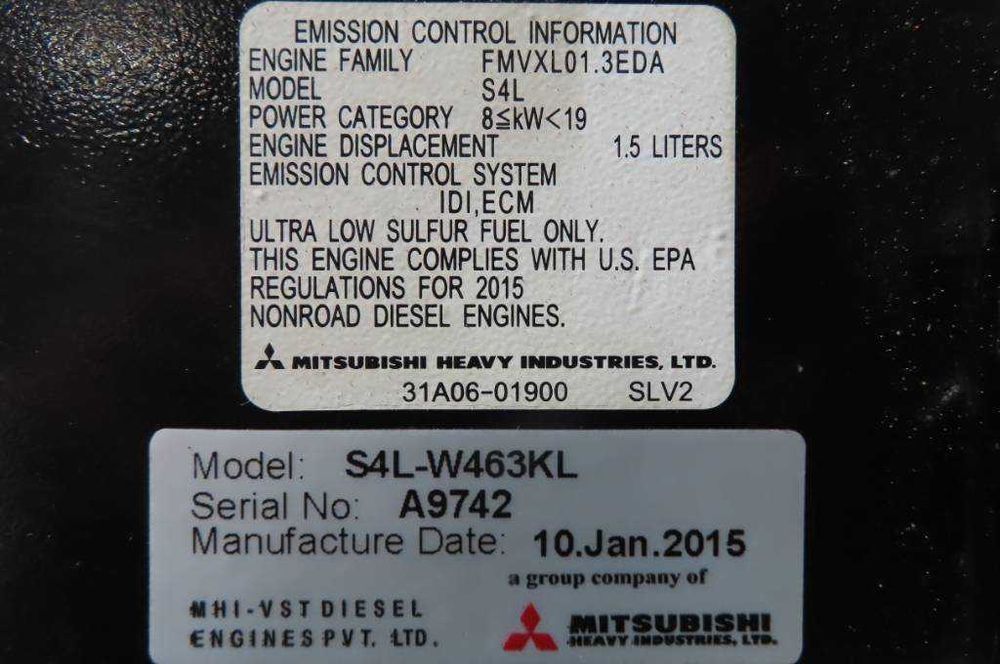 EMISSION CONTROL INFORMATION
ENGINE FAMILY FMVXL01.3EDA
MODEL S4L
POWER CATEGORY 8≦kW<19
ENGINE DISPLACEMENT 1.5 LITERS
EMISSION CONTROL SYSTEM
IDI,ECM
ULTRA LOW SULFUR FUEL ONLY.
THIS ENGINE COMPLIES WITH U.S. EPA
REGULATIONS FOR 2015
NONROAD DIESEL ENGINES.
MITSUBISHI HEAVY INDUSTRIES, LTD.
31A06-01900 SLV2
Model: S4L-W463KL
Serial No: A9742
Manufacture Date: 10.Jan.2015
a group company of
MHI-VST DIESEL
ENGINES PVT. LTD.
MITSUBISHI
HEAVY INDUSTRIES, LTD.